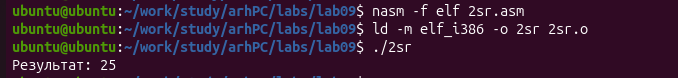 ubuntu@ubuntu:~/work/study/arhPC/labs/lab09$ nasm -f elf 2sr.asm
ubuntu@ubuntu:~/work/study/arhPC/labs/lab09$ ld -m elf_i386 -o 2sr 2sr.o
ubuntu@ubuntu:~/work/study/arhPC/labs/lab09$ ./2sr
Результат: 25